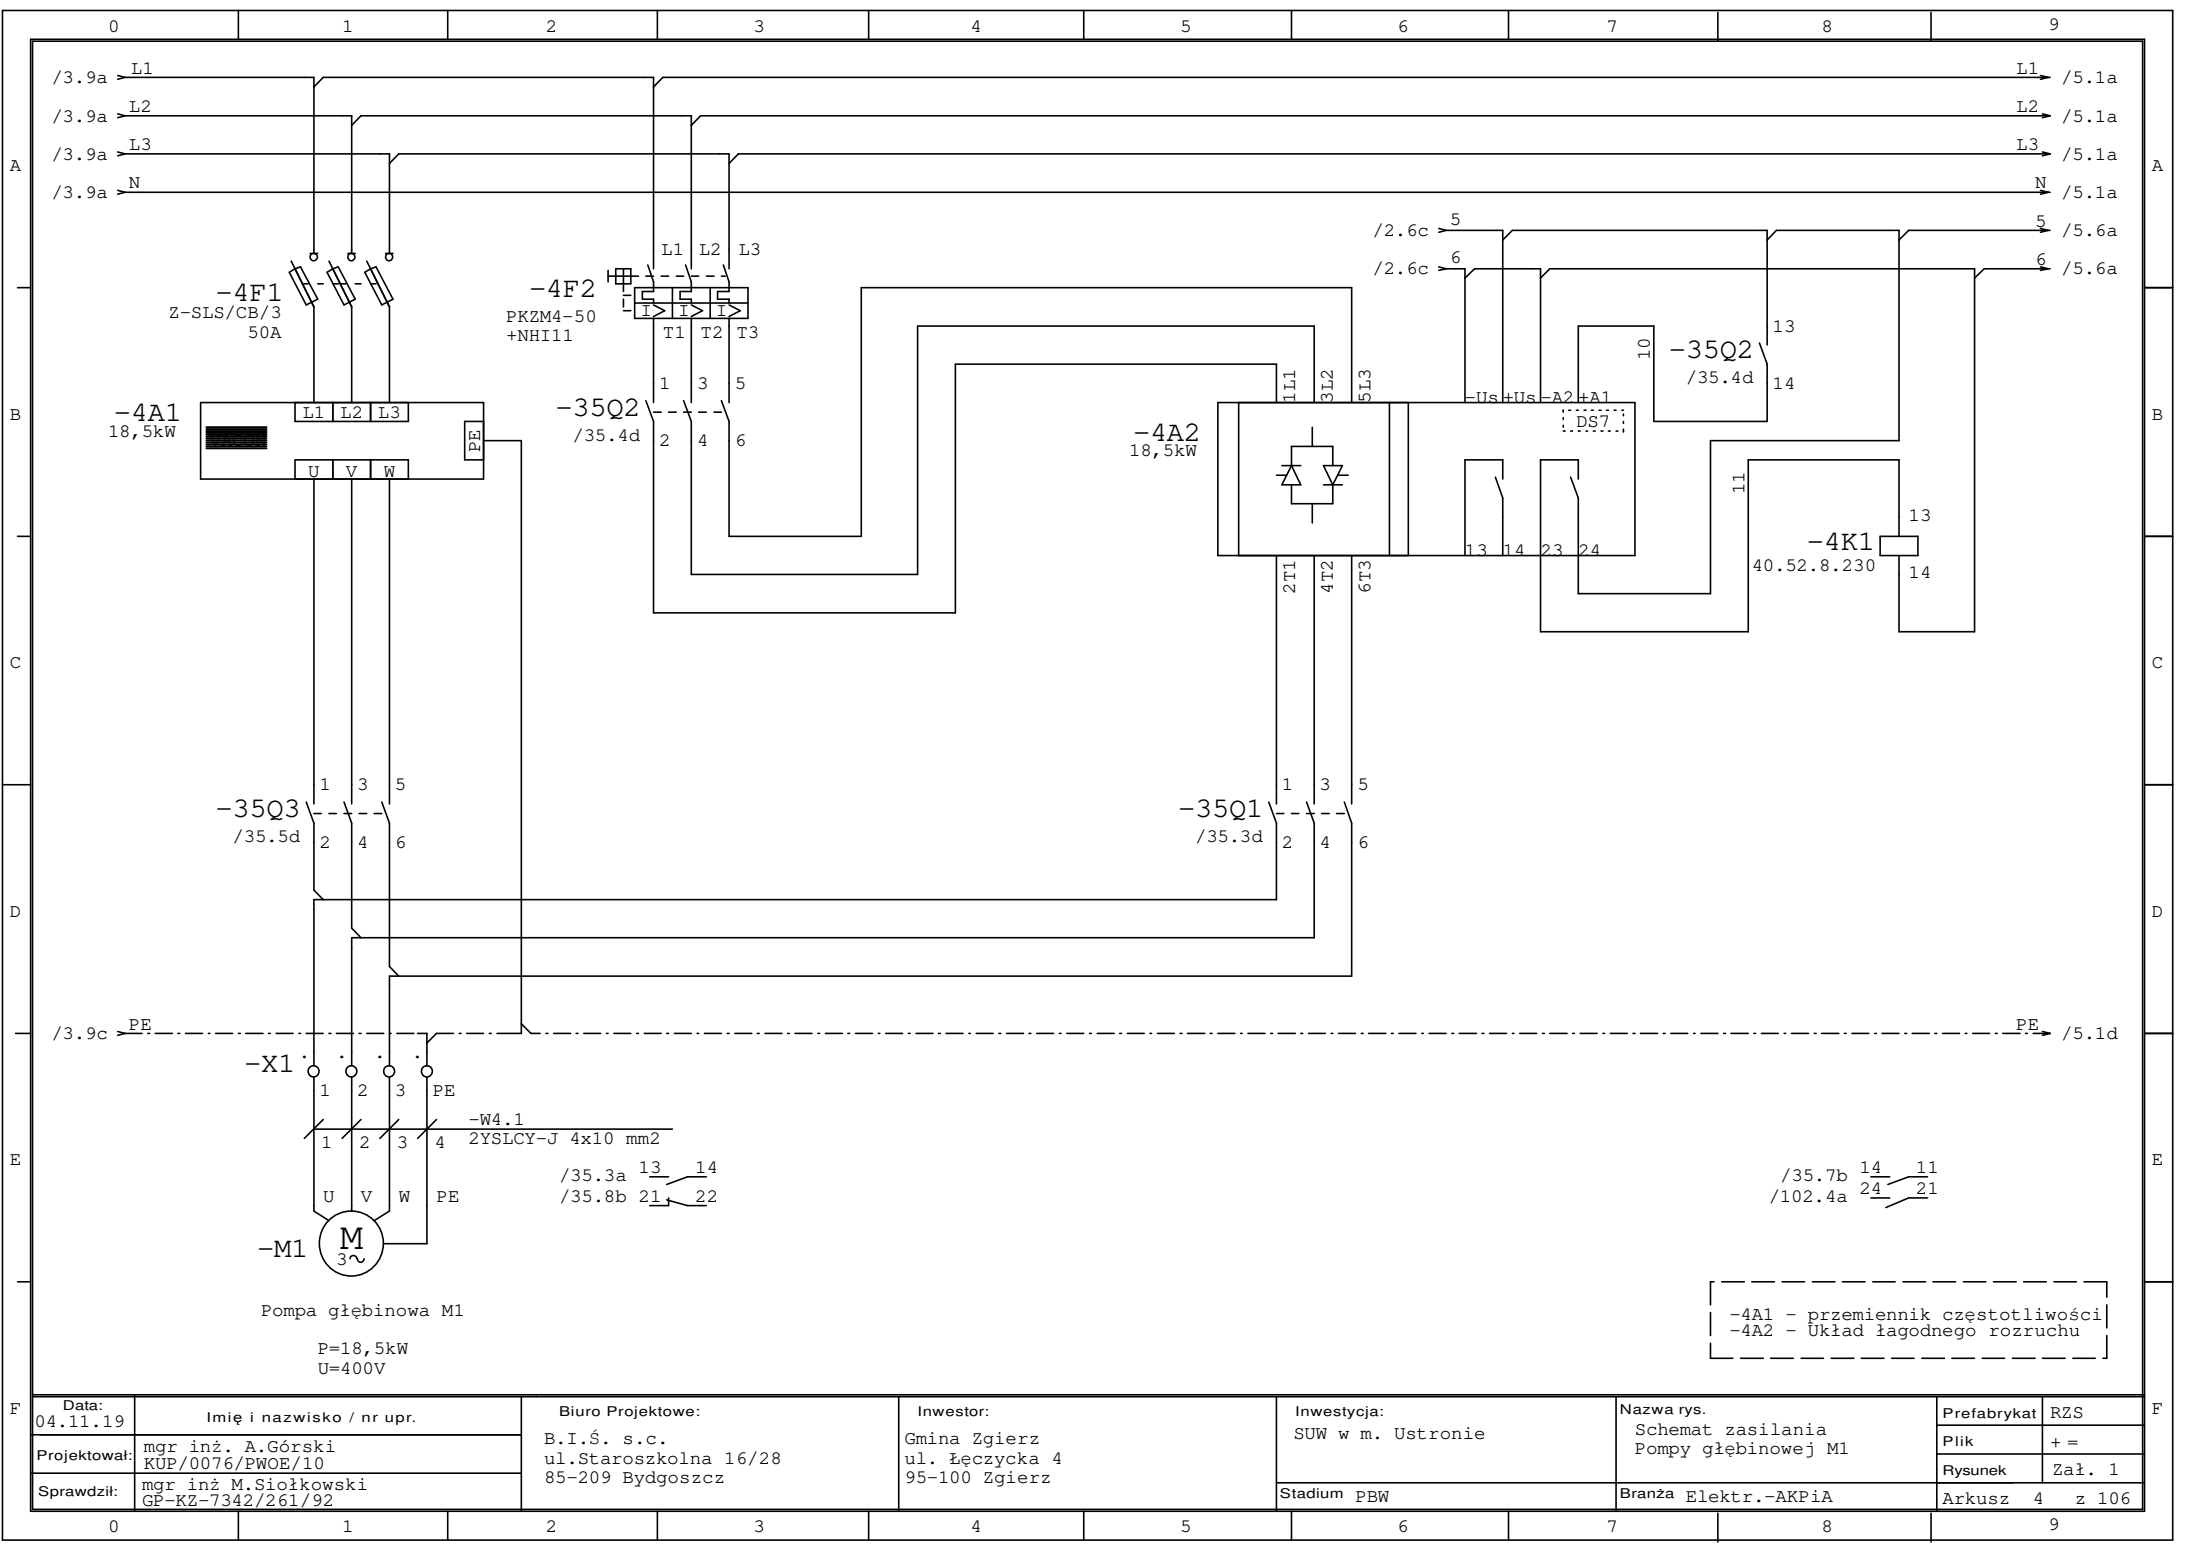 0 1 2 3 4 5 6 7 8 9
/3.9a L1 L1 /5.1a
/3.9a L2 L2 /5.1a
/3.9a L3 L3 /5.1a
A A
/3.9a N N /5.1a
/2.6c 5 5 /5.6a
/2.6c 6 6 /5.6a
L1 L2 L3
-4F1
Z-SLS/CB/3
50A
-4F2
PKZM4-50
+NHI11
I> I> I>
T1 T2 T3
13
10
-35Q2
/35.4d
14
1 3 5
-35Q2
/35.4d
2 4 6
1L1 3L2 5L3
-Us +Us -A2 +A1
DS7
B B
-4A1
18,5kW
L1 L2 L3
PE
U V W
-4A2
18,5kW
11
13
-4K1
40.52.8.230
14
13 14 23 24
2T1 4T2 6T3
C C
1 3 5
-35Q3
/35.5d
2 4 6
1 3 5
-35Q1
/35.3d
2 4 6
D D
/3.9c PE PE /5.1d
-X1
1 2 3 PE
-W4.1
2YSLCY-J 4x10 mm2
1 2 3 4
E E
/35.3a 13 14
/35.8b 21 22
/35.7b 14 11
/102.4a 24 21
U V W PE
-M1
M
3~
Pompa głębinowa M1
P=18,5kW
U=400V
-4A1 - przemiennik częstotliwości
-4A2 - Układ łagodnego rozruchu
F F
Data:
04.11.19
Imię i nazwisko / nr upr.
Projektował:
mgr inż. A.Górski
KUP/0076/PWOE/10
Sprawdził:
mgr inż M.Siołkowski
GP-KZ-7342/261/92
Biuro Projektowe:
B.I.Ś. s.c.
ul.Staroszkolna 16/28
85-209 Bydgoszcz
Inwestor:
Gmina Zgierz
ul. Łęczycka 4
95-100 Zgierz
Inwestycja:
SUW w m. Ustronie
Stadium PBW
Nazwa rys.
Schemat zasilania
Pompy głębinowej M1
Branża Elektr.-AKPiA
Prefabrykat RZS
Plik + =
Rysunek Zał. 1
Arkusz 4 z 106
0 1 2 3 4 5 6 7 8 9